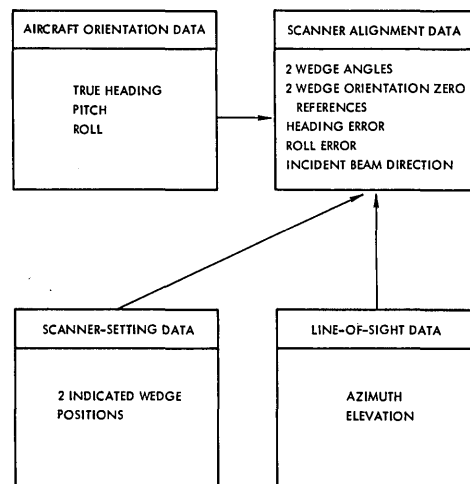 AIRCRAFT ORIENTATION DATA
TRUE HEADING
PITCH
ROLL
SCANNER ALIGNMENT DATA
2 WEDGE ANGLES
2 WEDGE ORIENTATION ZERO
REFERENCES
HEADING ERROR
ROLL ERROR
INCIDENT BEAM DIRECTION
SCANNER-SETTING DATA
2 INDICATED WEDGE
POSITIONS
LINE-OF-SIGHT DATA
AZIMUTH
ELEVATION